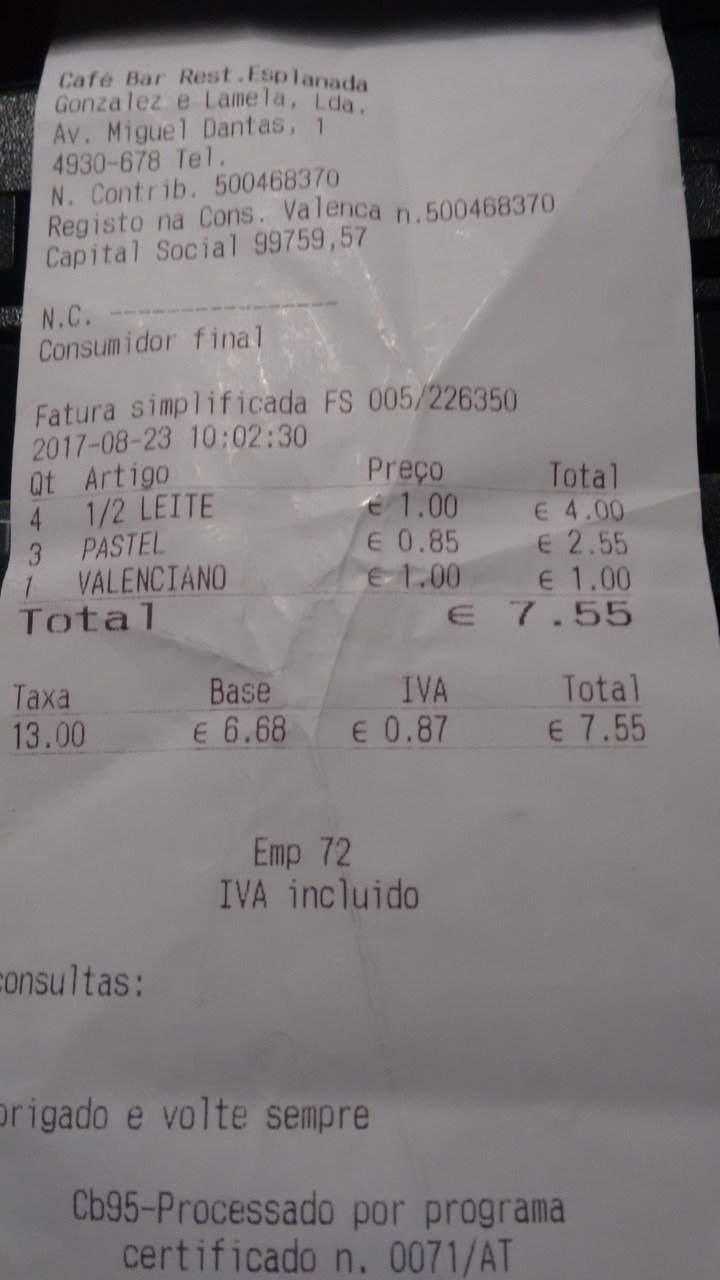 Café Bar Rest.Esplanada
Gonzalez e Lamela, Lda.
Av. Miguel Dantas, 1
4930-678 Tel.
N. Contrib. 500468370
Registo na Cons. Valenca n.500468370
Capital Social 99759,57
N.C. --------------------
Consumidor final
Fatura simplificada FS 005/226350
2017-08-23 10:02:30
Qt Artigo Preço Total
4 1/2 LEITE € 1.00 € 4.00
3 PASTEL € 0.85 € 2.55
1 VALENCIANO € 1.00 € 1.00
Total € 7.55
Taxa Base IVA Total
13.00 € 6.68 € 0.87 € 7.55
Emp 72
IVA incluido
consultas:
brigado e volte sempre
Cb95-Processado por programa
certificado n. 0071/AT